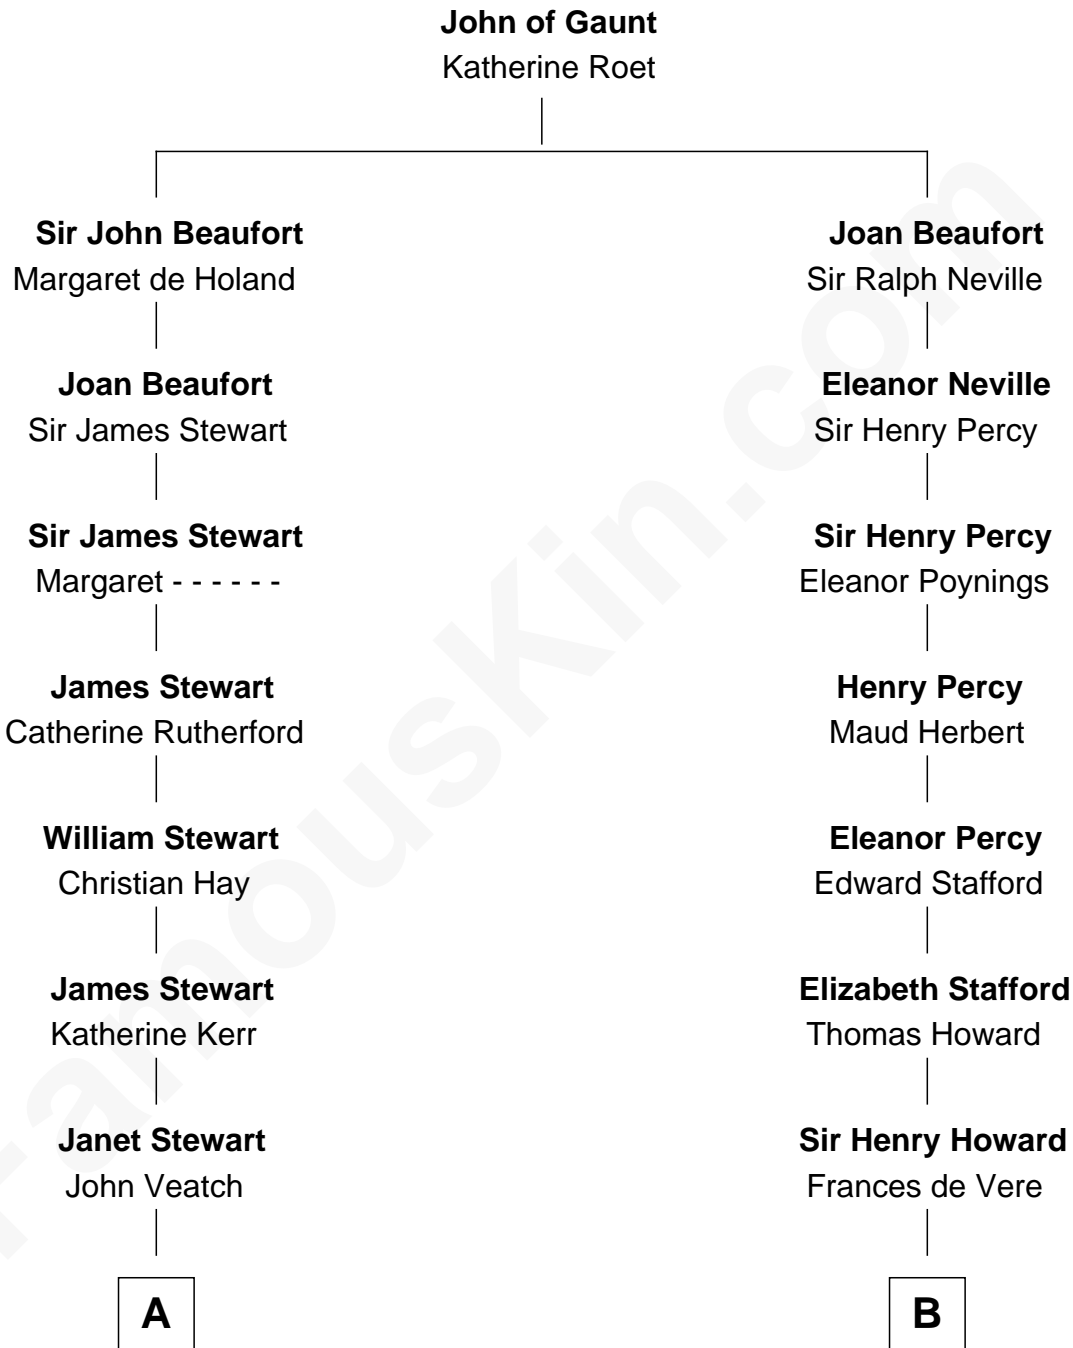 John of Gaunt
Katherine Roet
Sir John Beaufort
Margaret de Holand
Joan Beaufort
Sir James Stewart
Sir James Stewart
Margaret - - - - - -
James Stewart
Catherine Rutherford
William Stewart
Christian Hay
James Stewart
Katherine Kerr
Janet Stewart
John Veatch
A
Joan Beaufort
Sir Ralph Neville
Eleanor Neville
Sir Henry Percy
Sir Henry Percy
Eleanor Poynings
Henry Percy
Maud Herbert
Eleanor Percy
Edward Stafford
Elizabeth Stafford
Thomas Howard
Sir Henry Howard
Frances de Vere
B
FamousKin.com